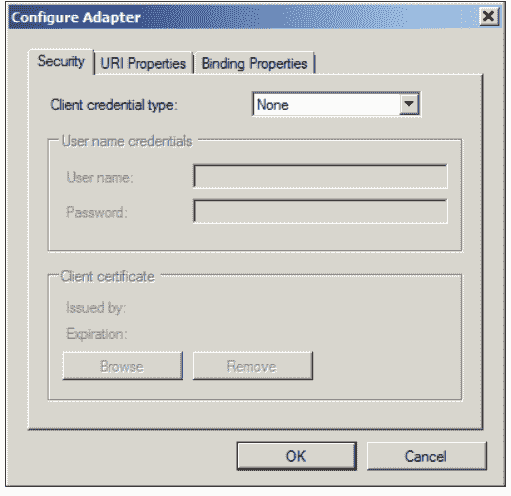 Configure Adapter
Security URI Properties Binding Properties
Client credential type: None
User name credentials
User name:
Password:
Client certificate
Issued by:
Expiration:
Browse Remove
OK Cancel